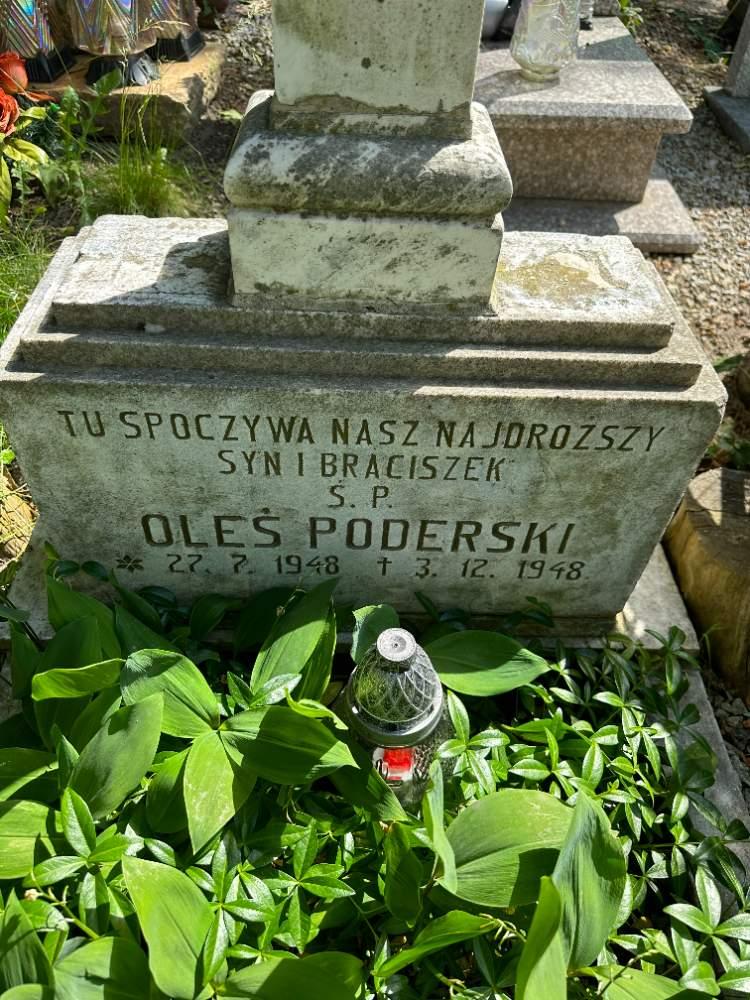 TU SPOCZYWA NASZ NAJDROŻSZY
SYN I BRACISZEK
Ś. P.
OLEŚ PODERSKI
* 27. 7. 1948 † 3. 12. 1948